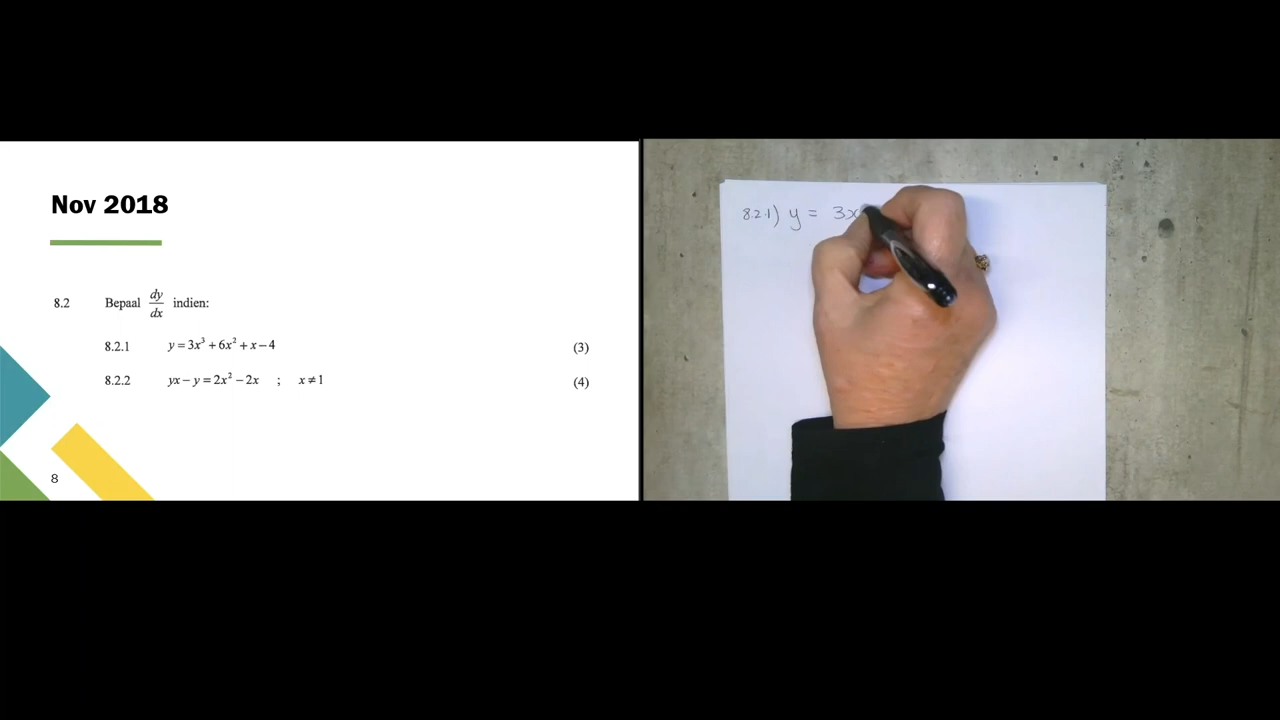 Nov 2018
8.2 Bepaal dy/dx indien:
8.2.1 y = 3x³ + 6x² + x − 4 (3)
8.2.2 yx − y = 2x² − 2x ; x ≠ 1 (4)
8
8.2.1) y = 3x